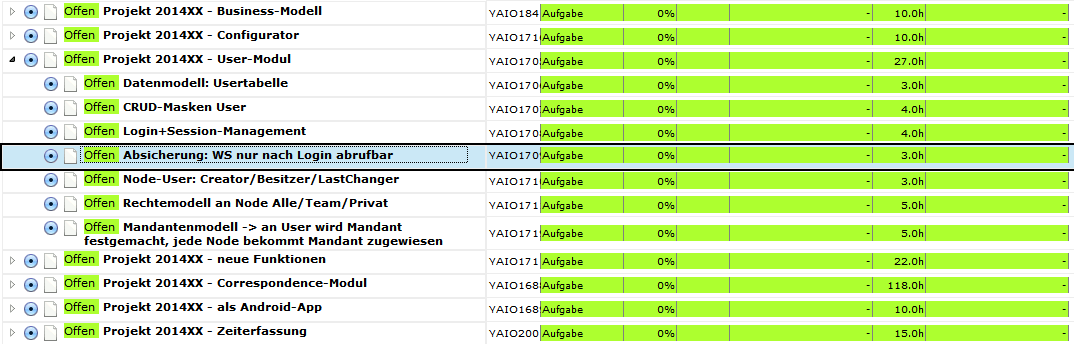 Offen Projekt 2014XX - Business-Modell YAIO184 Aufgabe 0% - 10.0h -
Offen Projekt 2014XX - Configurator YAIO171 Aufgabe 0% - 10.0h -
Offen Projekt 2014XX - User-Modul YAIO170 Aufgabe 0% - 27.0h -
Offen Datenmodell: Usertabelle YAIO170 Aufgabe 0% - 3.0h -
Offen CRUD-Masken User YAIO170 Aufgabe 0% - 4.0h -
Offen Login+Session-Management YAIO170 Aufgabe 0% - 4.0h -
Offen Absicherung: WS nur nach Login abrufbar YAIO170 Aufgabe 0% - 3.0h -
Offen Node-User: Creator/Besitzer/LastChanger YAIO171 Aufgabe 0% - 3.0h -
Offen Rechtemodell an Node Alle/Team/Privat YAIO171 Aufgabe 0% - 5.0h -
Offen Mandantenmodell -> an User wird Mandant YAIO171 Aufgabe 0% - 5.0h -
festgemacht, jede Node bekommt Mandant zugewiesen
Offen Projekt 2014XX - neue Funktionen YAIO171 Aufgabe 0% - 22.0h -
Offen Projekt 2014XX - Correspondence-Modul YAIO168 Aufgabe 0% - 118.0h -
Offen Projekt 2014XX - als Android-App YAIO168 Aufgabe 0% - 10.0h -
Offen Projekt 2014XX - Zeiterfassung YAIO200 Aufgabe 0% - 15.0h -